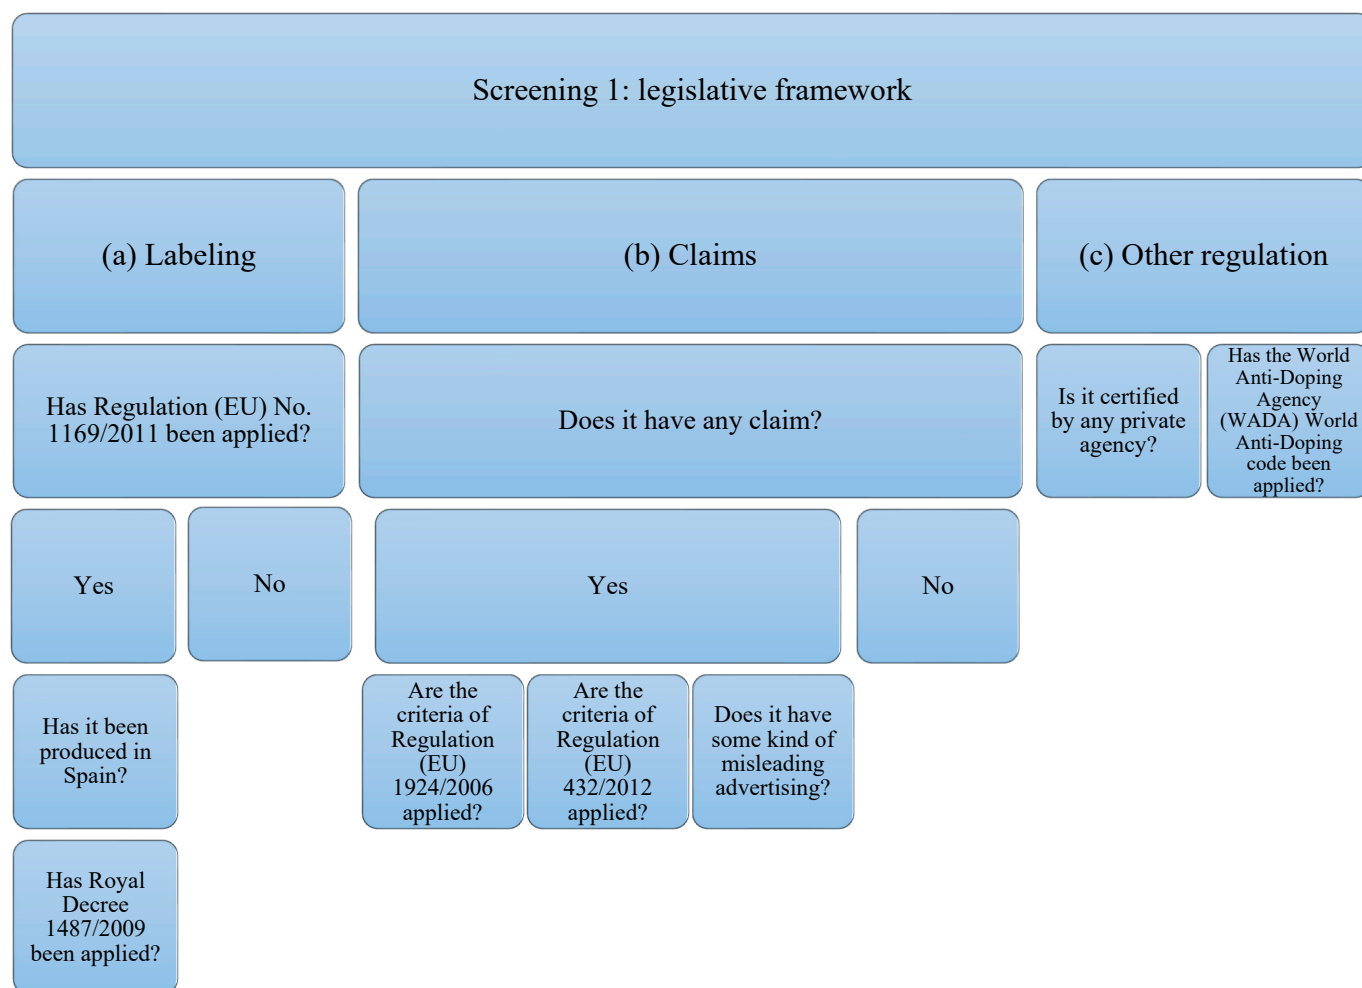 Screening 1: legislative framework
(a) Labeling
(b) Claims
(c) Other regulation
Has Regulation (EU) No.
1169/2011 been applied?
Does it have any claim?
Is it certified
by any private
agency?
Has the World
Anti-Doping
Agency
(WADA) World
Anti-Doping
code been
applied?
Yes
No
Yes
No
Has it been
produced in
Spain?
Are the
criteria of
Regulation
(EU)
1924/2006
applied?
Are the
criteria of
Regulation
(EU)
432/2012
applied?
Does it have
some kind of
misleading
advertising?
Has Royal
Decree
1487/2009
been applied?